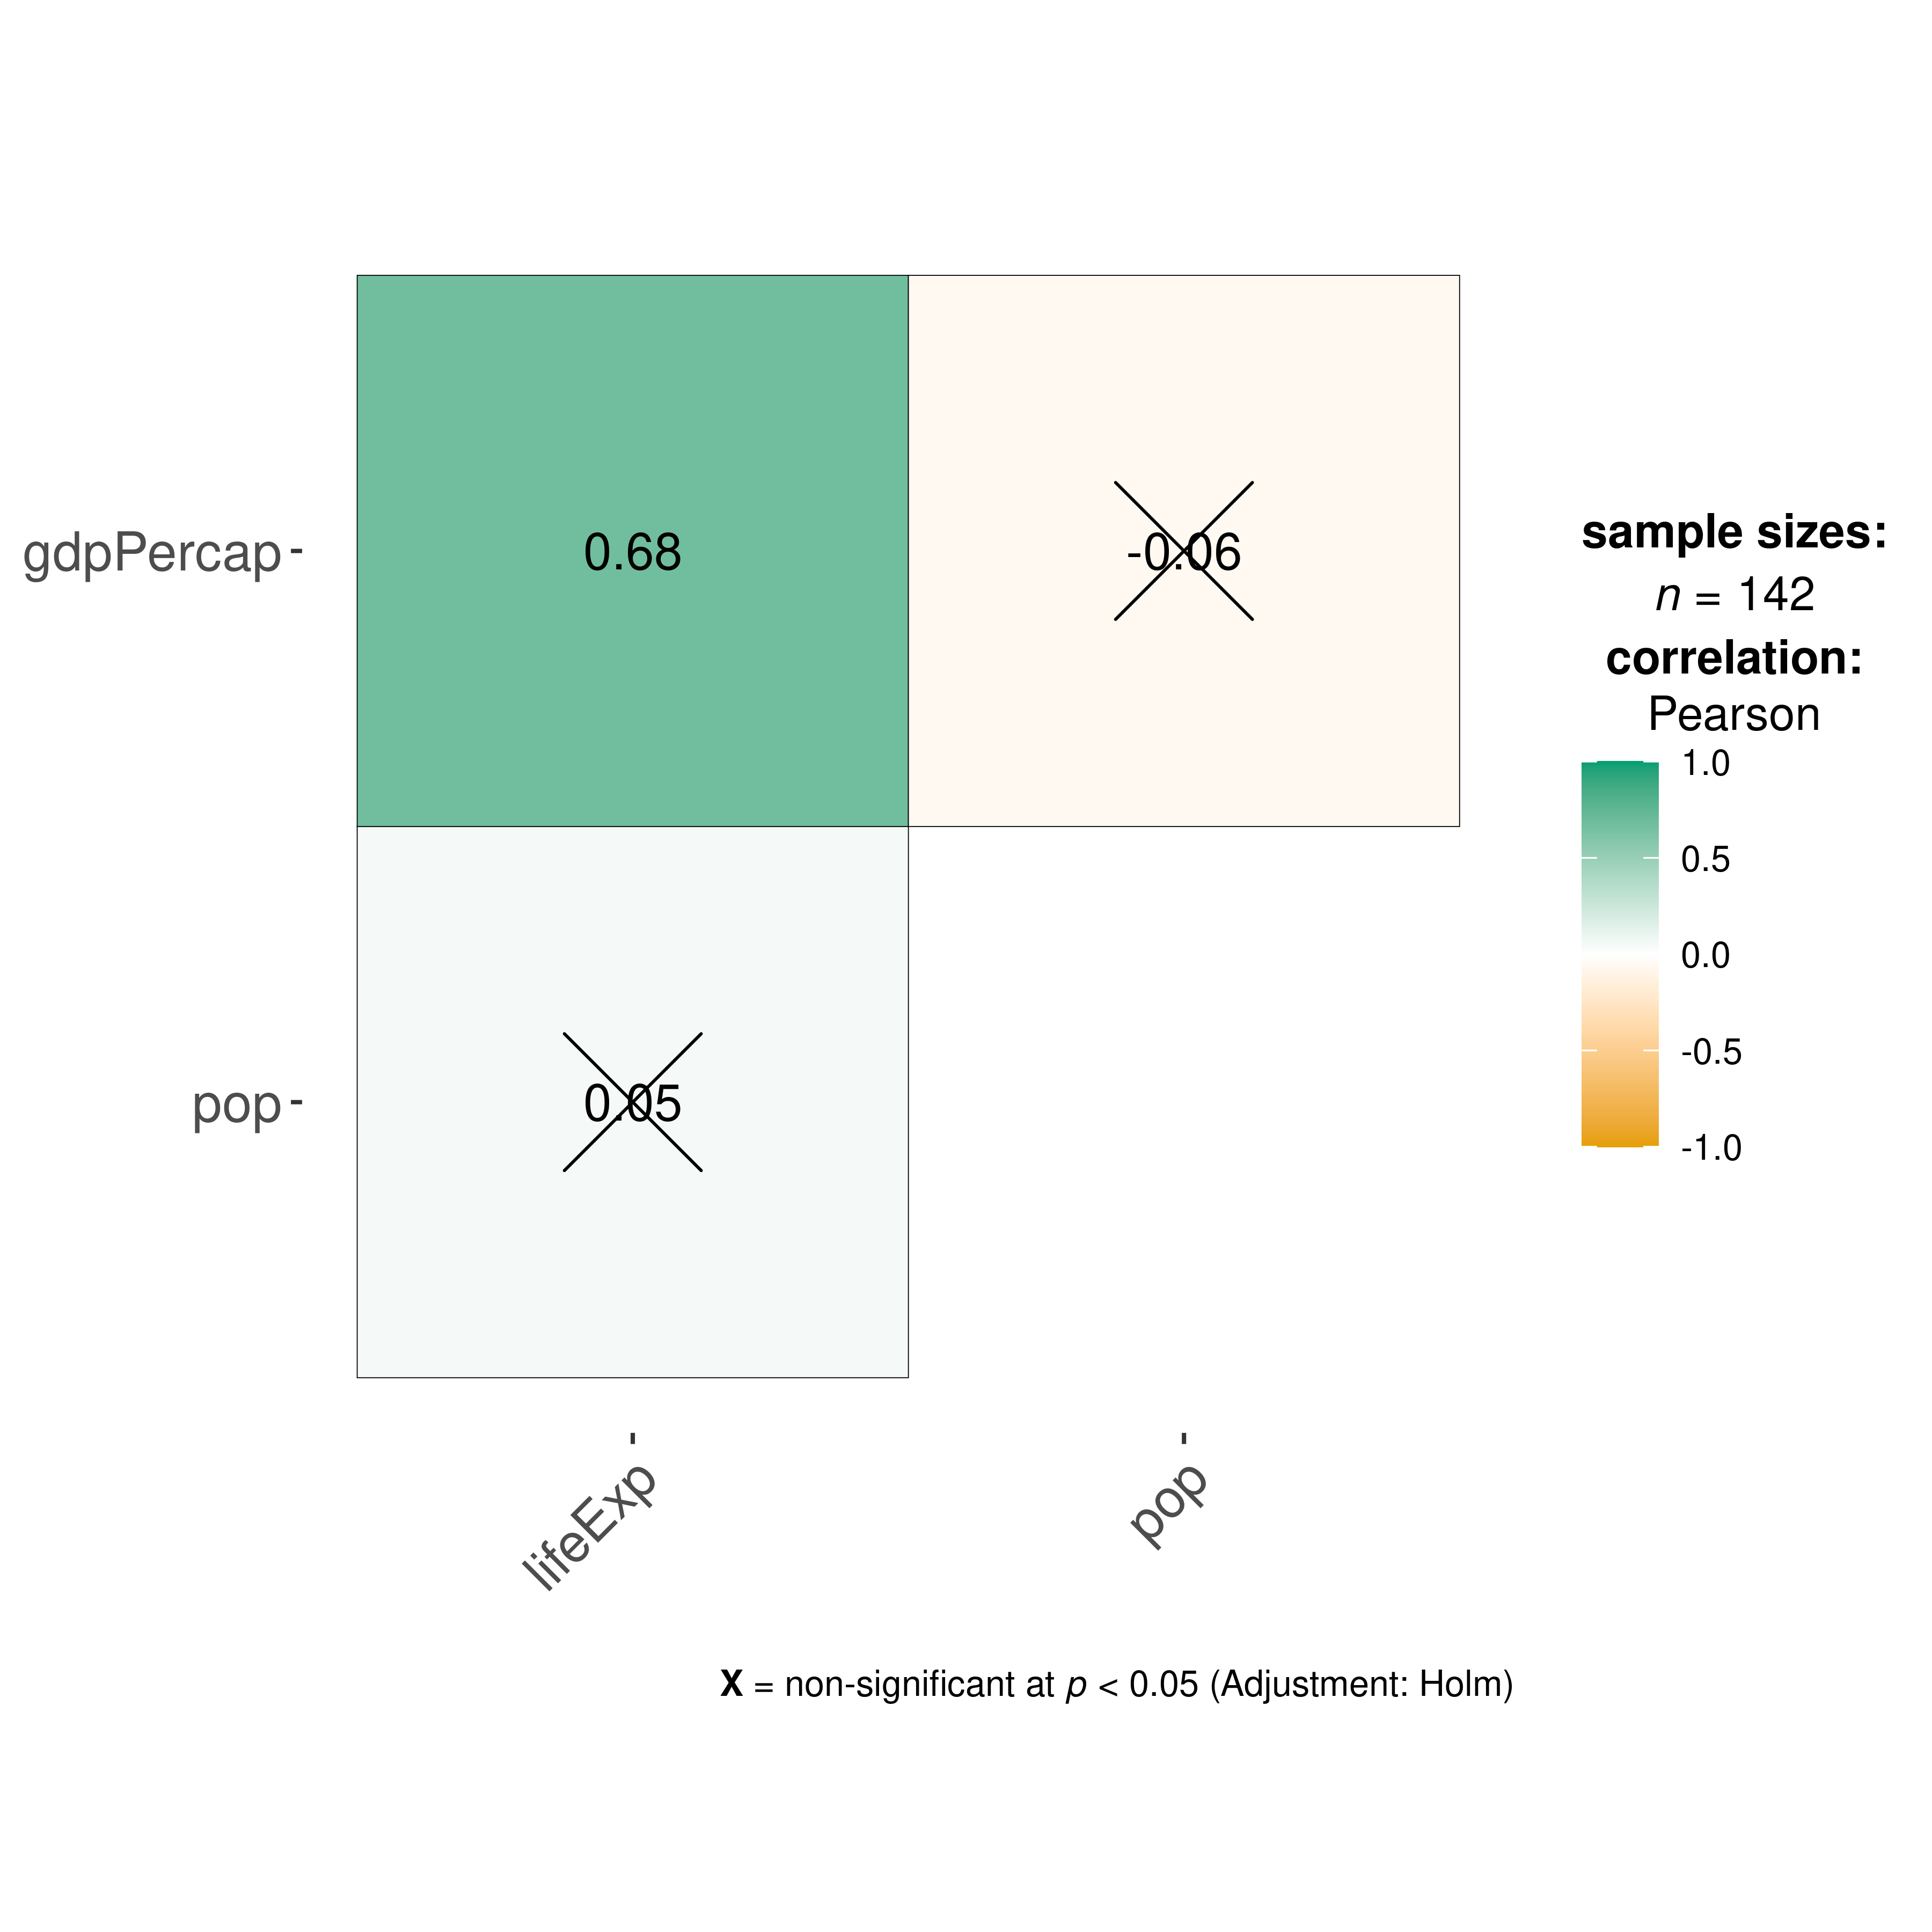 gdpPercap
0.68
-0.06
pop
0.05
lifeExp
pop
sample sizes:
n = 142
correlation:
Pearson
1.0
0.5
0.0
-0.5
-1.0
X = non-significant at p < 0.05 (Adjustment: Holm)